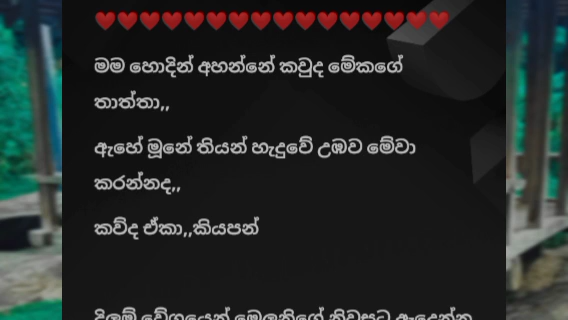 ❤❤❤❤❤❤❤❤❤❤❤❤❤❤❤❤
මම හොදින් අහන්නේ කවුද මේකගේ
තාත්තා,,
ඇහේ මූනේ තියන් හැදුවේ උඹව මේවා
කරන්නද,,
කව්ද ඒකා,,කියපන්